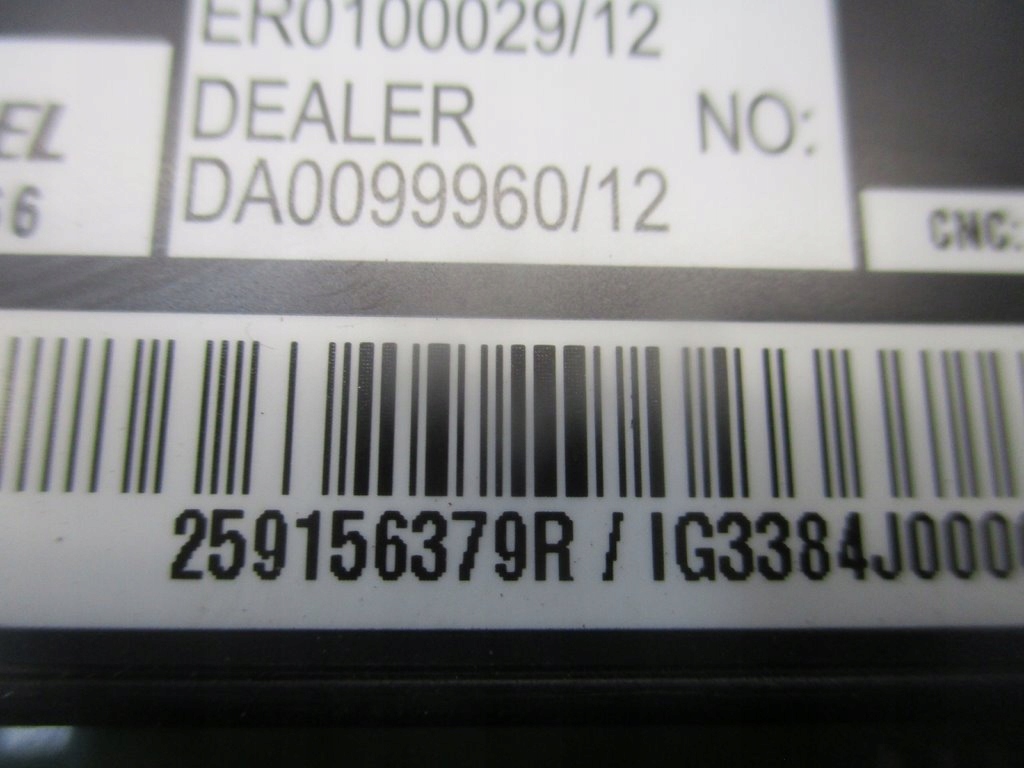 ER0100029/12
DEALER NO:
DA0099960/12
CNC:
259156379R / IG3384J000